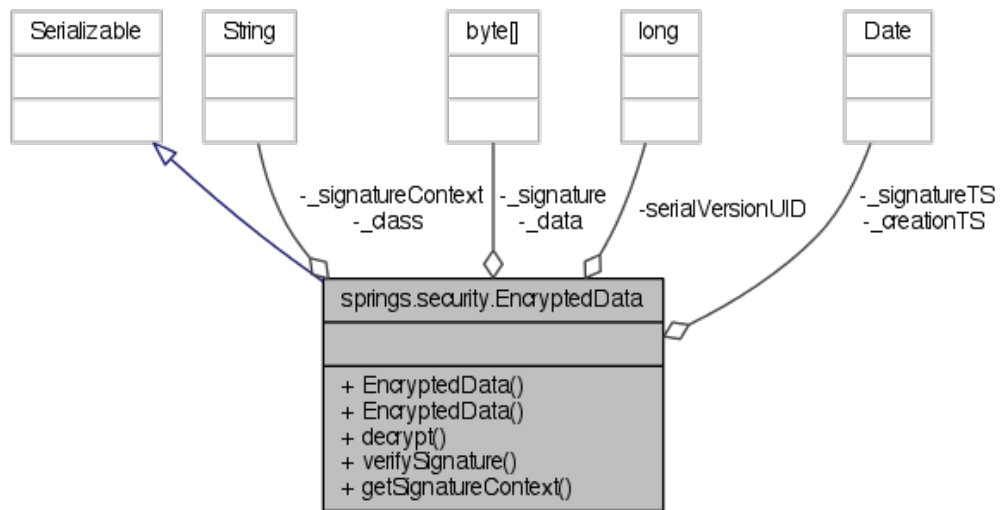 Serializable
String
byte[]
long
Date
-_signatureContext
-_class
-_signature
-_data
-serialVersionUID
-_signatureTS
-_creationTS
springs.security.EncryptedData
+ EncryptedData()
+ EncryptedData()
+ decrypt()
+ verifySignature()
+ getSignatureContext()